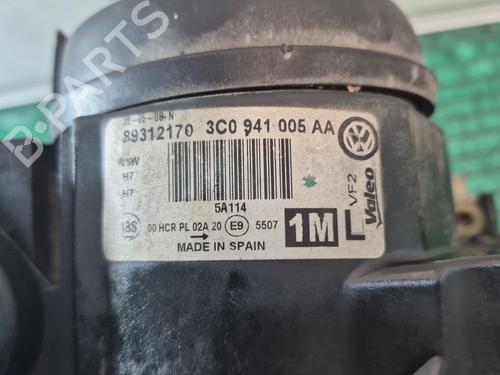 89312170 3C0 941 005 AA
W5W
H7
H7
5A114
00 HCR PL 02A 20 E9 5507
MADE IN SPAIN
1M
L VF2
Valeo